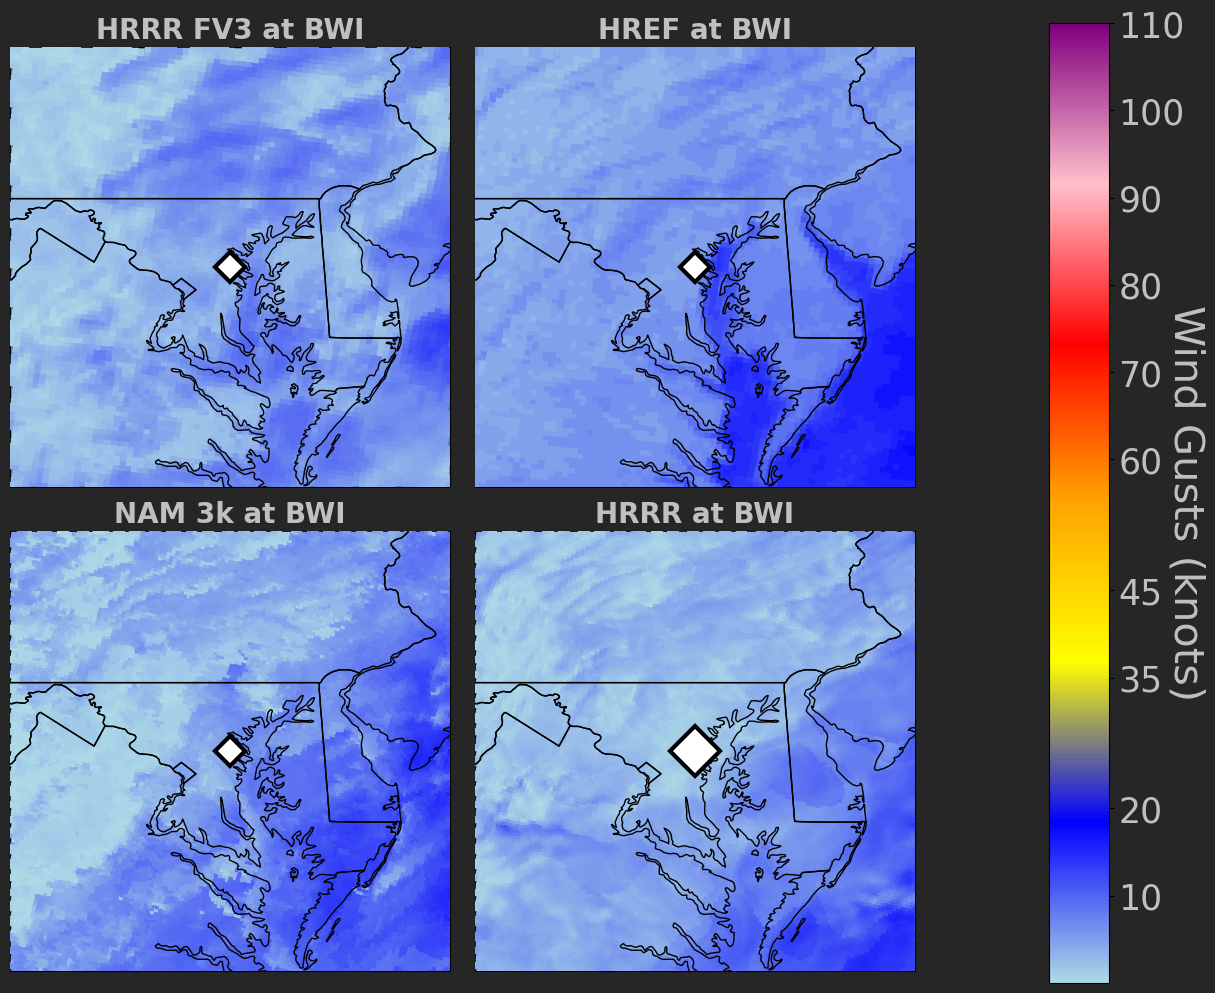 HRRR FV3 at BWI
HREF at BWI
NAM 3k at BWI
HRRR at BWI
110
100
90
80
70
60
45
35
20
10
Wind Gusts (knots)